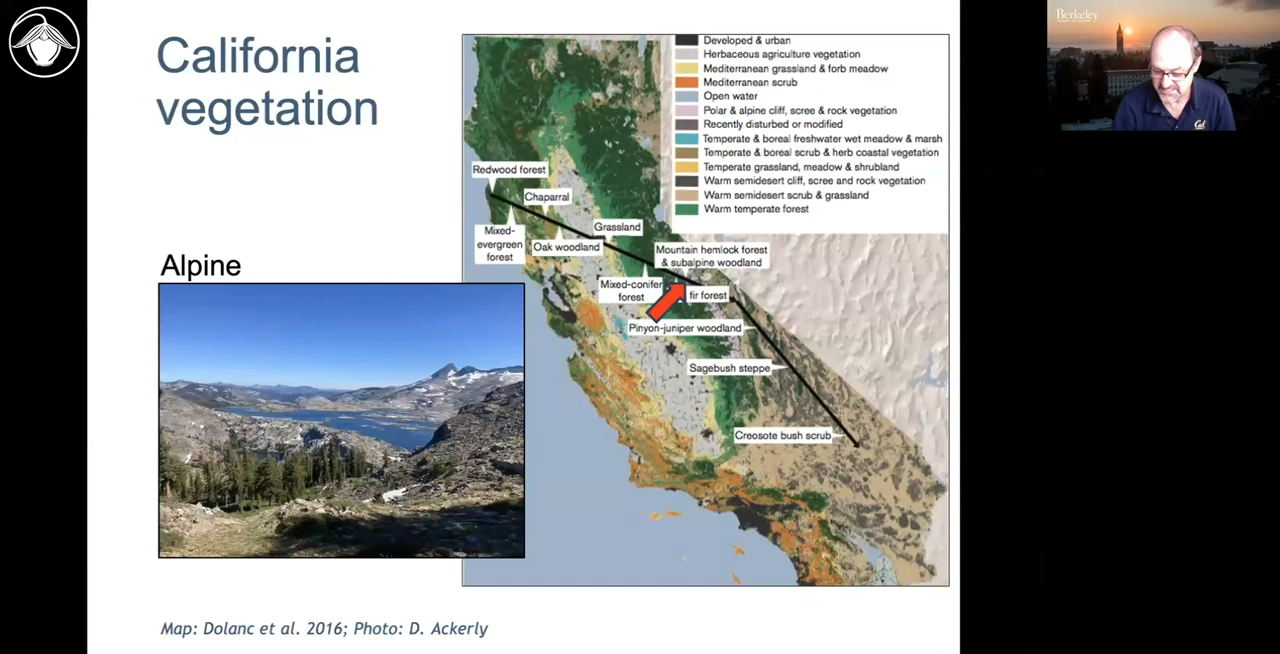 California
vegetation
Alpine
Developed & urban
Herbaceous agriculture vegetation
Mediterranean grassland & forb meadow
Mediterranean scrub
Open water
Polar & alpine cliff, scree & rock vegetation
Recently disturbed or modified
Temperate & boreal freshwater wet meadow & marsh
Temperate & boreal scrub & herb coastal vegetation
Temperate grassland, meadow & shrubland
Warm semidesert cliff, scree and rock vegetation
Warm semidesert scrub & grassland
Warm temperate forest
Redwood forest
Chaparral
Mixed-
evergreen
forest
Oak woodland
Grassland
Mountain hemlock forest
& subalpine woodland
Mixed-conifer
forest
fir forest
Pinyon-juniper woodland
Sagebush steppe
Creosote bush scrub
Map: Dolanc et al. 2016; Photo: D. Ackerly
Berkeley
Cal